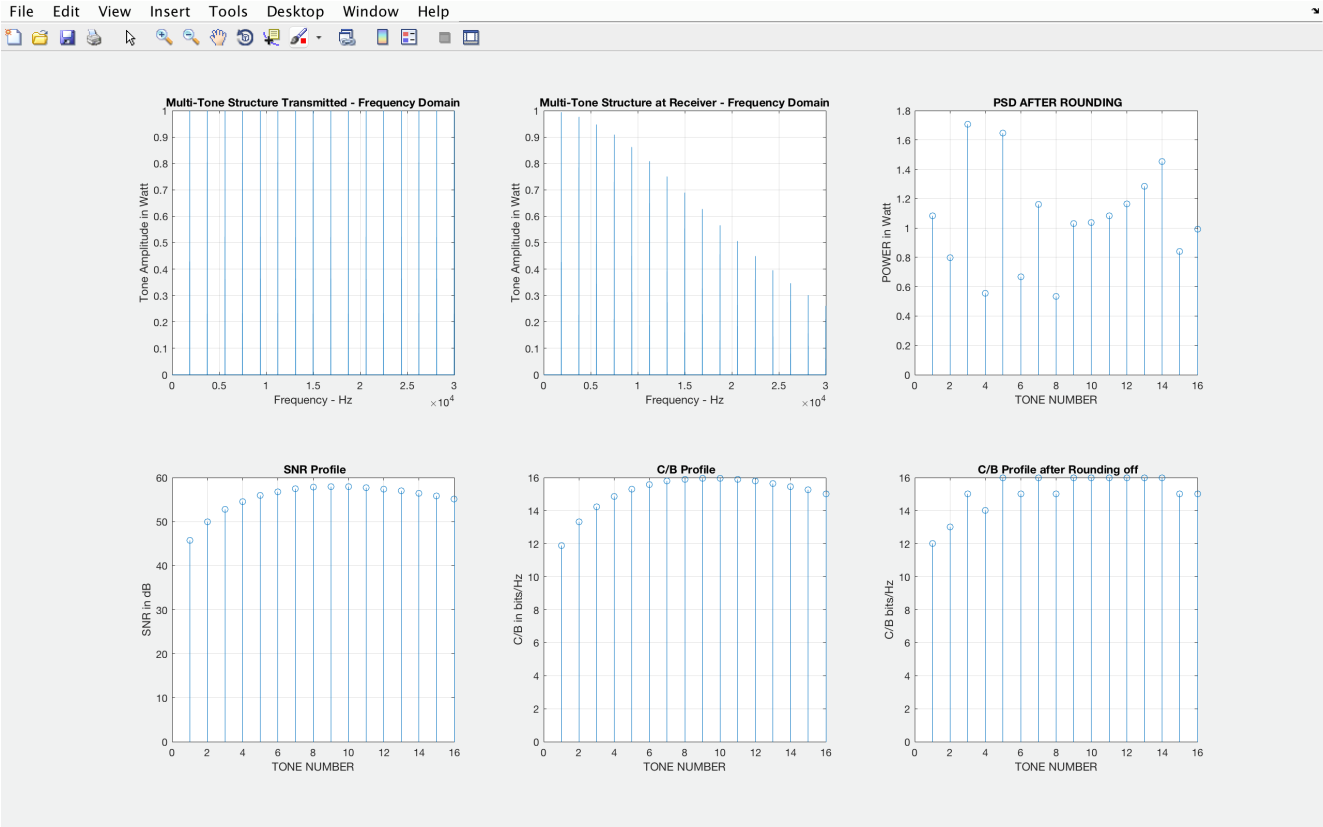 File Edit View Insert Tools Desktop Window Help
Multi-Tone Structure Transmitted - Frequency Domain
1
0.9
0.8
0.7
0.6
0.5
0.4
0.3
0.2
0.1
0
Tone Amplitude in Watt
0 0.5 1 1.5 2 2.5 3
Frequency - Hz
×10^4
Multi-Tone Structure at Receiver - Frequency Domain
1
0.9
0.8
0.7
0.6
0.5
0.4
0.3
0.2
0.1
0
Tone Amplitude in Watt
0 0.5 1 1.5 2 2.5 3
Frequency - Hz
×10^4
PSD AFTER ROUNDING
1.8
1.6
1.4
1.2
1
0.8
0.6
0.4
0.2
0
POWER in Watt
0 2 4 6 8 10 12 14 16
TONE NUMBER
SNR Profile
60
50
40
30
20
10
0
SNR in dB
0 2 4 6 8 10 12 14 16
TONE NUMBER
C/B Profile
16
14
12
10
8
6
4
2
0
C/B in bits/Hz
0 2 4 6 8 10 12 14 16
TONE NUMBER
C/B Profile after Rounding off
16
14
12
10
8
6
4
2
0
C/B bits/Hz
0 2 4 6 8 10 12 14 16
TONE NUMBER